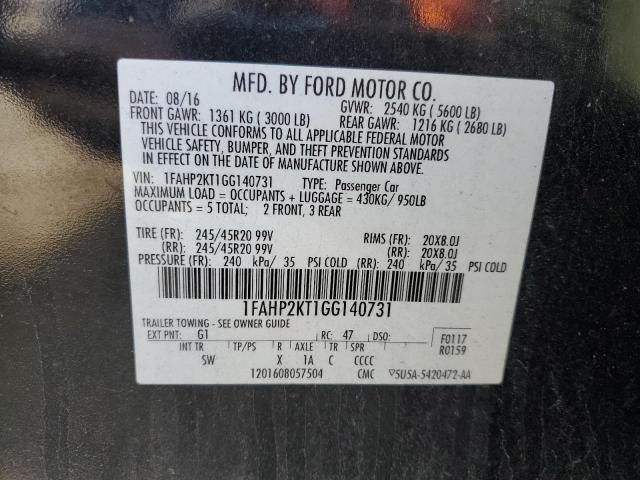 MFD. BY FORD MOTOR CO.
DATE: 08/16 GVWR: 2540 KG ( 5600 LB)
FRONT GAWR: 1361 KG ( 3000 LB) REAR GAWR: 1216 KG ( 2680 LB)
THIS VEHICLE CONFORMS TO ALL APPLICABLE FEDERAL MOTOR
VEHICLE SAFETY, BUMPER, AND THEFT PREVENTION STANDARDS
IN EFFECT ON THE DATE OF MANUFACTURE SHOWN ABOVE.
VIN: 1FAHP2KT1GG140731 TYPE: Passenger Car
MAXIMUM LOAD = OCCUPANTS + LUGGAGE = 430KG/ 950LB
OCCUPANTS = 5 TOTAL; 2 FRONT, 3 REAR
TIRE (FR): 245/45R20 99V RIMS (FR): 20X8.0J
(RR): 245/45R20 99V (RR): 20X8.0J
PRESSURE (FR): 240 kPa/ 35 PSI COLD (RR): 240 kPa/ 35 PSI COLD
1FAHP2KT1GG140731
TRAILER TOWING - SEE OWNER GUIDE
EXT PNT: G1 RC: 47 DSO: F0117
INT TR TP/PS R AXLE TR SPR R0159
SW X 1A C CCCC
1201608057504 CMC SU5A-5420472-AA